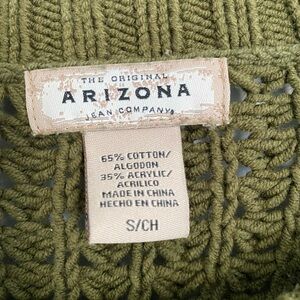 THE ORIGINAL
ARIZONA
JEAN COMPANY®
65% COTTON/
ALGODON
35% ACRYLIC/
ACRILICO
MADE IN CHINA
HECHO EN CHINA
S/CH